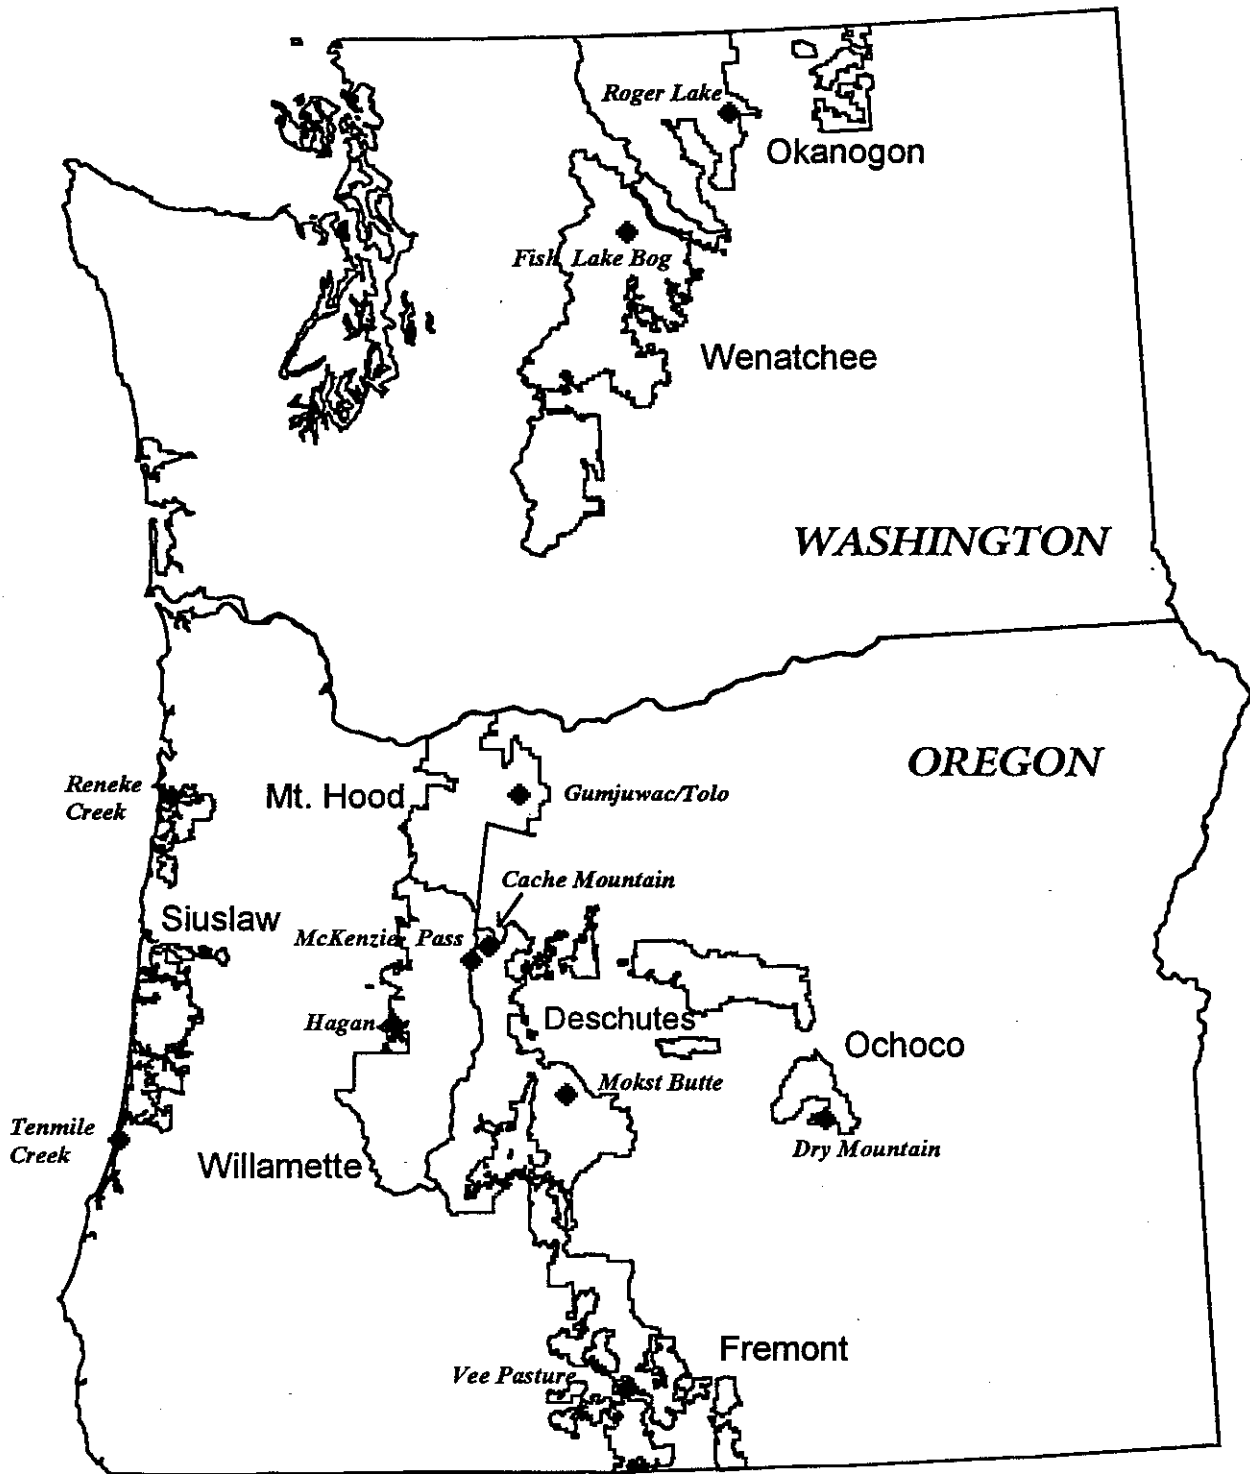 Roger Lake
Okanogon
Fish Lake Bog
Wenatchee
WASHINGTON
OREGON
Reneke
Creek
Mt. Hood
Gumjuwac/Tolo
Cache Mountain
Siuslaw
McKenzie Pass
Hagan
Deschutes
Ochoco
Mokst Butte
Tenmile
Creek
Dry Mountain
Willamette
Fremont
Vee Pasture